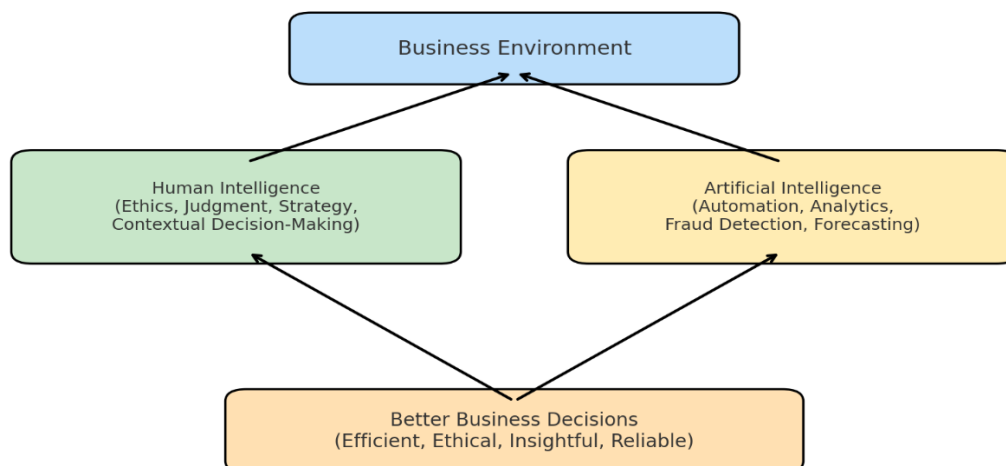 Business Environment
Human Intelligence
(Ethics, Judgment, Strategy,
Contextual Decision-Making)
Artificial Intelligence
(Automation, Analytics,
Fraud Detection, Forecasting)
Better Business Decisions
(Efficient, Ethical, Insightful, Reliable)